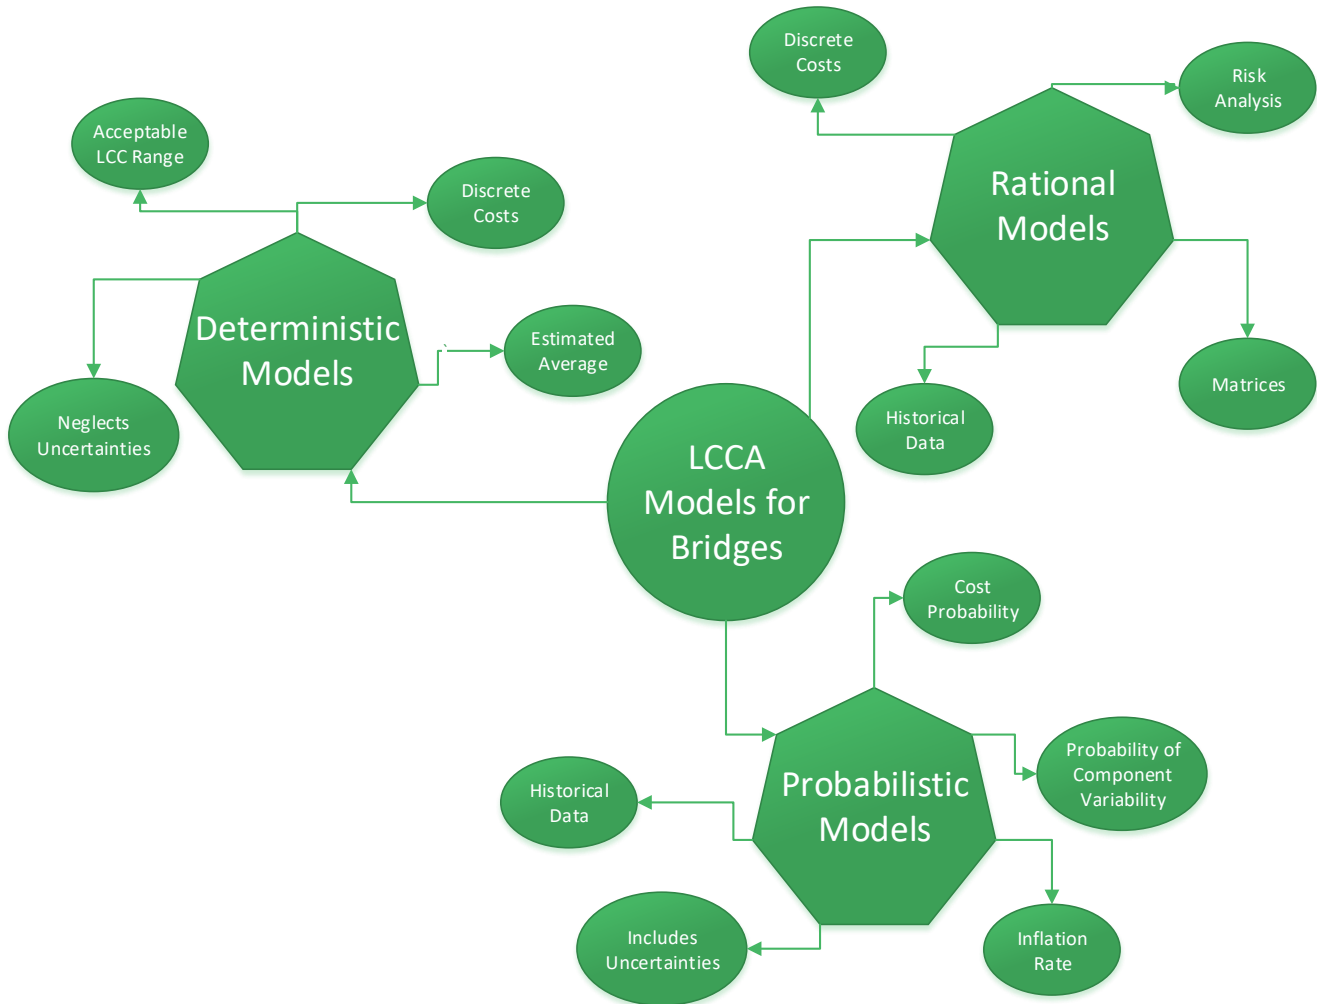 Discrete
Costs
Risk
Analysis
Rational
Models
Matrices
Historical
Data
Acceptable
LCC Range
Discrete
Costs
Deterministic
Models
Estimated
Average
Neglects
Uncertainties
LCCA
Models for
Bridges
Cost
Probability
Probability of
Component
Variability
Probabilistic
Models
Historical
Data
Includes
Uncertainties
Inflation
Rate